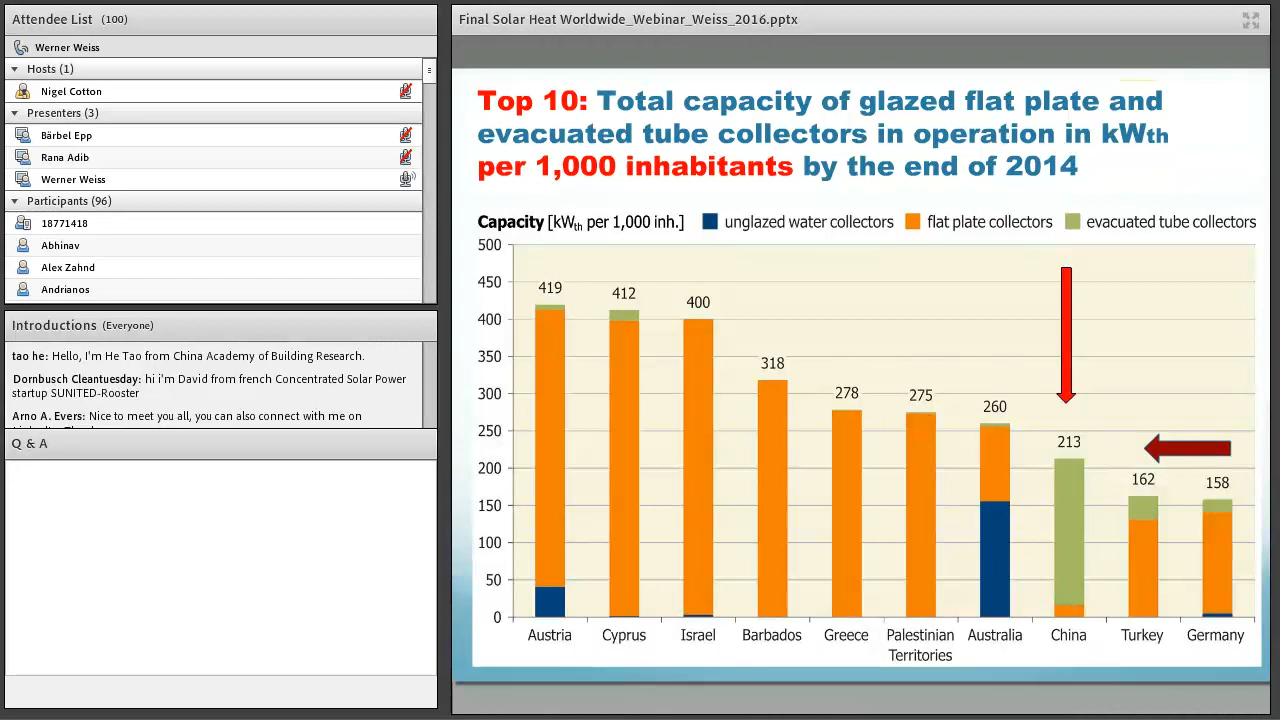 Attendee List (100)
Werner Weiss
Hosts (1)
Nigel Cotton
Presenters (3)
Bärbel Epp
Rana Adib
Werner Weiss
Participants (96)
18771418
Abhinav
Alex Zahnd
Andrianos
Introductions (Everyone)
tao he: Hello, I'm He Tao from China Academy of Building Research.
Dornbusch Cleantuesday: hi i'm David from french Concentrated Solar Power
startup SUNITED-Rooster
Arno A. Evers: Nice to meet you all, you can also connect with me on
Q & A
Final Solar Heat Worldwide_Webinar_Weiss_2016.pptx
Top 10: Total capacity of glazed flat plate and
evacuated tube collectors in operation in kWth
per 1,000 inhabitants by the end of 2014
Capacity [kWth per 1,000 inh.] unglazed water collectors flat plate collectors evacuated tube collectors
500
450
400
350
300
250
200
150
100
50
0
419
412
400
318
278
275
260
213
162
158
Austria
Cyprus
Israel
Barbados
Greece
Palestinian
Territories
Australia
China
Turkey
Germany